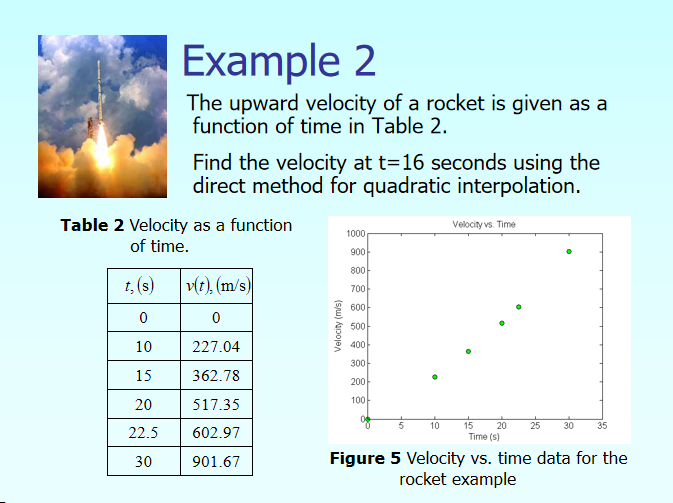 Example 2
The upward velocity of a rocket is given as a
function of time in Table 2.
Find the velocity at t=16 seconds using the
direct method for quadratic interpolation.
Table 2 Velocity as a function
of time.
t, (s) v(t), (m/s)
0 0
10 227.04
15 362.78
20 517.35
22.5 602.97
30 901.67
Velocity vs. Time
1000
900
800
700
600
500
400
300
200
100
0
0 5 10 15 20 25 30 35
Velocity (m/s)
Time (s)
Figure 5 Velocity vs. time data for the
rocket example